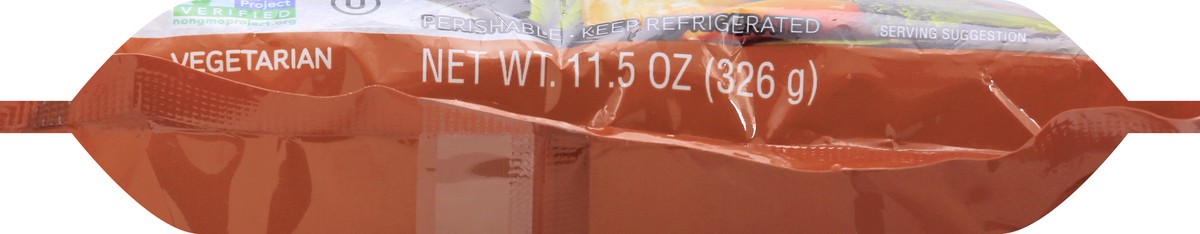 Project
VERIFIED
nongmoproject.org
U
PERISHABLE · KEEP REFRIGERATED
SERVING SUGGESTION
VEGETARIAN
NET WT. 11.5 OZ (326 g)